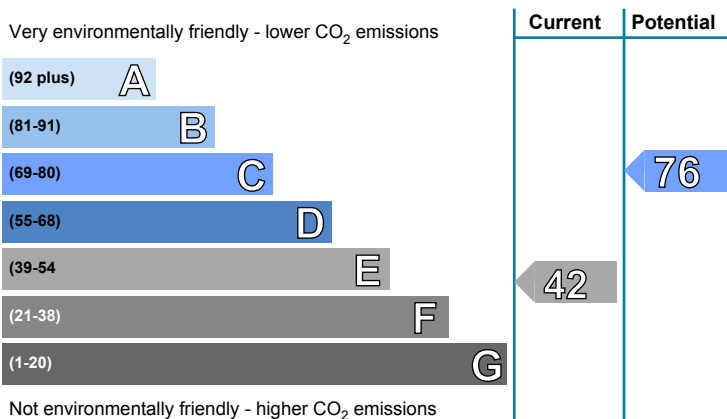 Current Potential
Very environmentally friendly - lower CO2 emissions
(92 plus) A
(81-91) B
(69-80) C
76
(55-68) D
(39-54 E
42
(21-38) F
(1-20) G
Not environmentally friendly - higher CO2 emissions